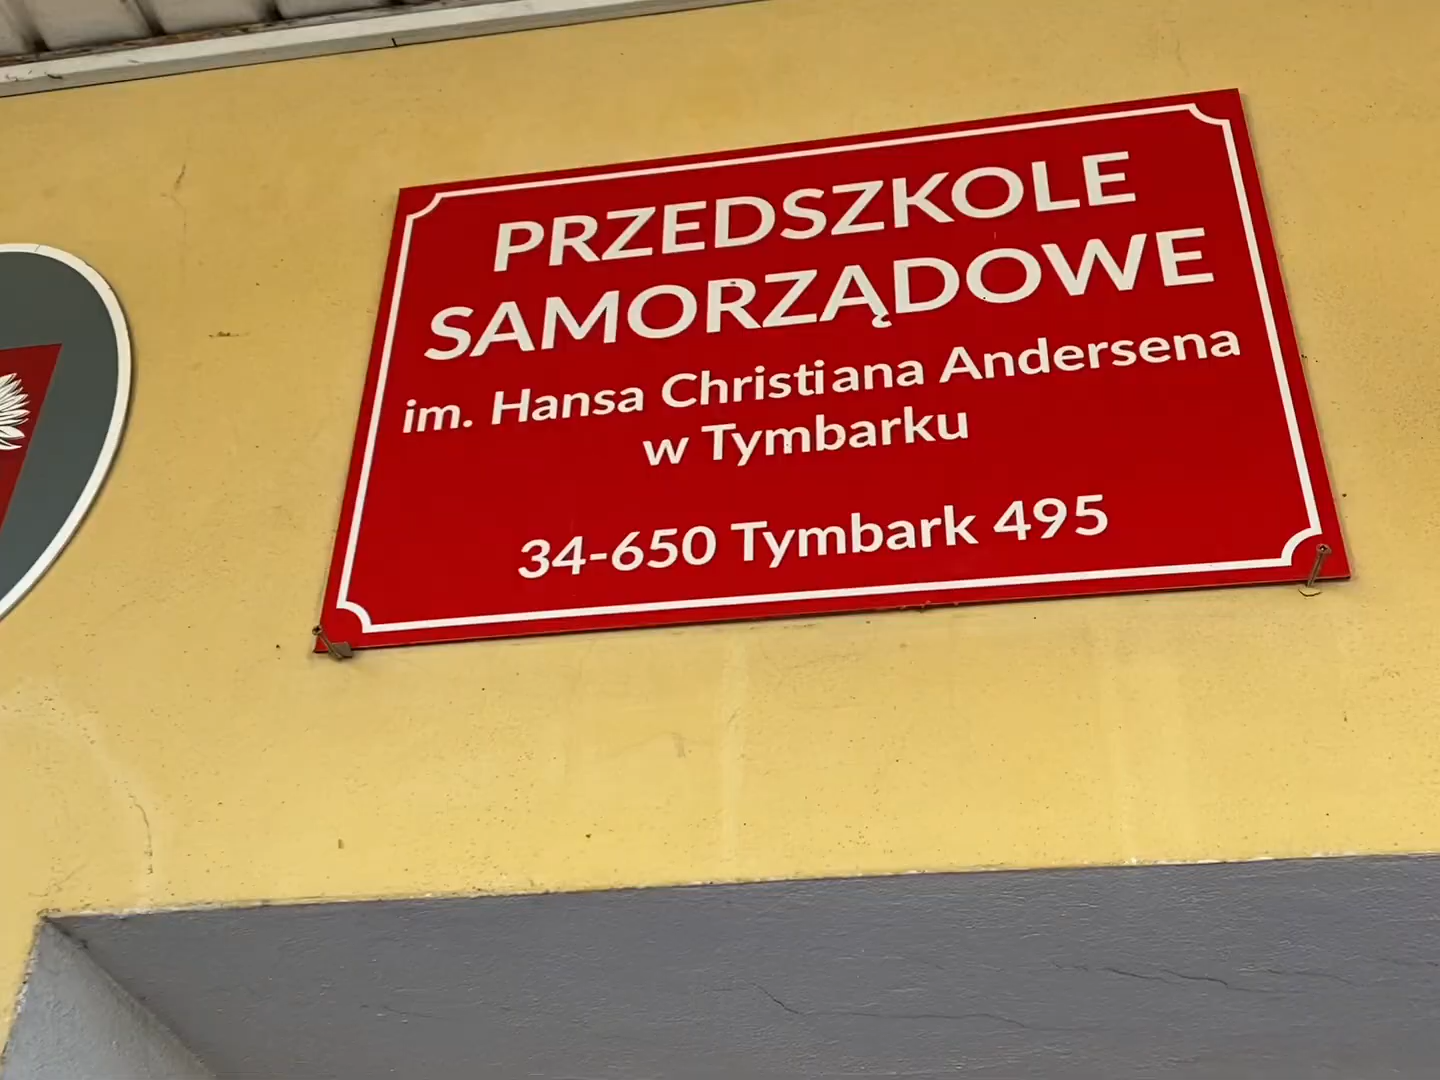 PRZEDSZKOLE
SAMORZĄDOWE
im. Hansa Christiana Andersena
w Tymbarku
34-650 Tymbark 495